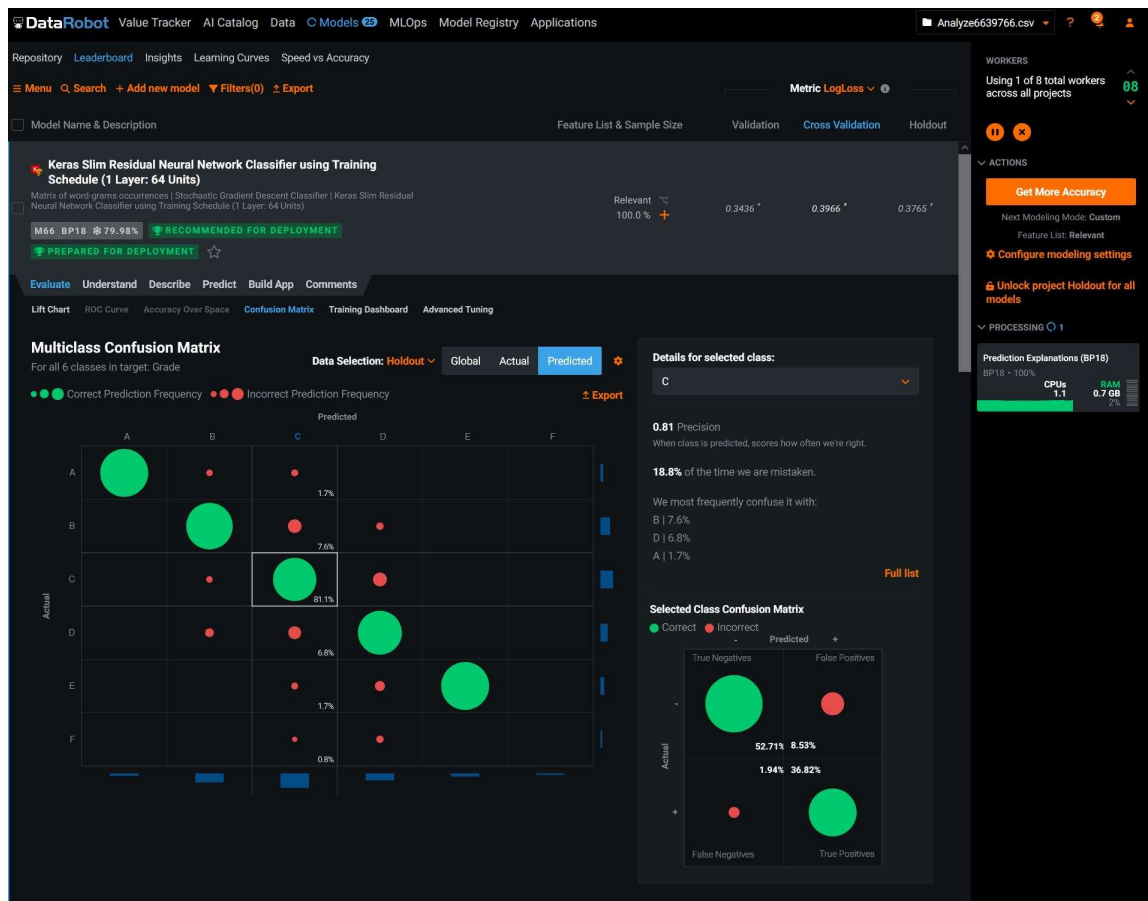 DataRobot Value Tracker AI Catalog Data Models 25 MLOps Model Registry Applications Analyze6639766.csv ? 2
Repository Leaderboard Insights Learning Curves Speed vs Accuracy
Menu Search + Add new model Filters(0) Export Metric LogLoss
Model Name & Description Feature List & Sample Size Validation Cross Validation Holdout
Keras Slim Residual Neural Network Classifier using Training
Schedule (1 Layer: 64 Units)
Matrix of word-grams occurrences | Stochastic Gradient Descent Classifier | Keras Slim Residual
Neural Network Classifier using Training Schedule (1 Layer: 64 Units)
Relevant
100.0 % + 0.3436 * 0.3966 * 0.3765 *
M66 BP18 79.98% RECOMMENDED FOR DEPLOYMENT
PREPARED FOR DEPLOYMENT
Evaluate Understand Describe Predict Build App Comments
Lift Chart ROC Curve Accuracy Over Space Confusion Matrix Training Dashboard Advanced Tuning
Multiclass Confusion Matrix
For all 6 classes in target: Grade
Data Selection: Holdout Global Actual Predicted
Correct Prediction Frequency Incorrect Prediction Frequency Export
Predicted
A B C D E F
Actual
A
1.7%
B
7.6%
C
81.1%
D
6.8%
E
1.7%
F
0.8%
Details for selected class:
C
0.81 Precision
When class is predicted, scores how often we're right.
18.8% of the time we are mistaken.
We most frequently confuse it with:
B | 7.6%
D | 6.8%
A | 1.7%
Full list
Selected Class Confusion Matrix
Correct Incorrect
- Predicted +
True Negatives False Positives
-
52.71% 8.53%
Actual
1.94% 36.82%
+
False Negatives True Positives
WORKERS
Using 1 of 8 total workers
across all projects
08
ACTIONS
Get More Accuracy
Next Modeling Mode: Custom
Feature List: Relevant
Configure modeling settings
Unlock project Holdout for all
models
PROCESSING 1
Prediction Explanations (BP18)
BP18 • 100%
CPUs RAM
1.1 0.7 GB
2%